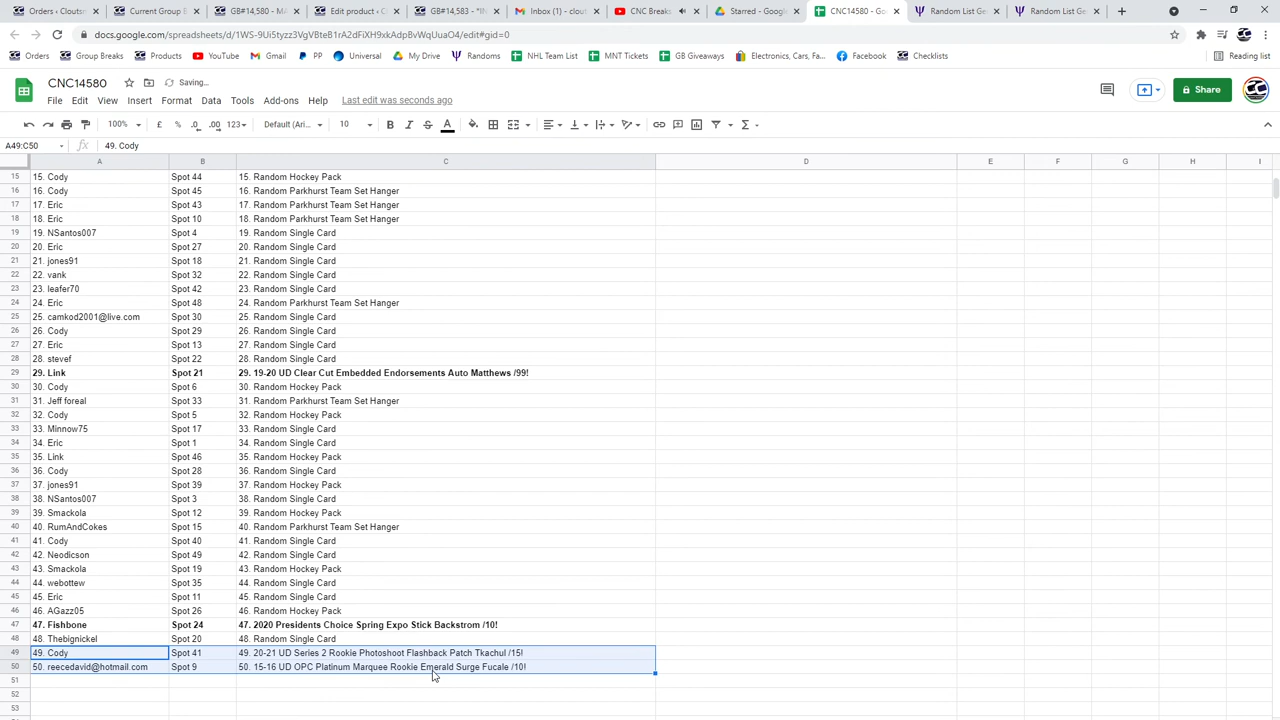 Orders ‹ Cloutsn
Current Group B
GB#14,580 - MA
Edit product ‹ C
GB#14,583 - *IN
Inbox (1) - clout
CNC Breaks
Starred - Google
CNC14580 - Go
Random List Ge
Random List Ge
docs.google.com/spreadsheets/d/1WS-9Ui5tyzz3VgVBteB1rA2dFiXH9xkAdpBvWqUuaO4/edit#gid=0
Orders
Group Breaks
Products
YouTube
Gmail
PP
Universal
My Drive
Randoms
NHL Team List
MNT Tickets
GB Giveaways
Electronics, Cars, Fa...
Facebook
Checklists
Reading list
CNC14580
Saving...
File Edit View Insert Format Data Tools Add-ons Help Last edit was seconds ago
Share
100% £ % .0 .00 123 Default (Ari... 10
A49:C50 fx 49. Cody
A B C D E F G H I
15 15. Cody Spot 44 15. Random Hockey Pack
16 16. Cody Spot 45 16. Random Parkhurst Team Set Hanger
17 17. Eric Spot 43 17. Random Parkhurst Team Set Hanger
18 18. Eric Spot 10 18. Random Parkhurst Team Set Hanger
19 19. NSantos007 Spot 4 19. Random Single Card
20 20. Eric Spot 27 20. Random Single Card
21 21. jones91 Spot 18 21. Random Single Card
22 22. vank Spot 32 22. Random Single Card
23 23. leafer70 Spot 42 23. Random Single Card
24 24. Eric Spot 48 24. Random Parkhurst Team Set Hanger
25 25. camkod2001@live.com Spot 30 25. Random Single Card
26 26. Cody Spot 29 26. Random Single Card
27 27. Eric Spot 13 27. Random Single Card
28 28. stevef Spot 22 28. Random Single Card
29 29. Link Spot 21 29. 19-20 UD Clear Cut Embedded Endorsements Auto Matthews /99!
30 30. Cody Spot 6 30. Random Hockey Pack
31 31. Jeff foreal Spot 33 31. Random Parkhurst Team Set Hanger
32 32. Cody Spot 5 32. Random Hockey Pack
33 33. Minnow75 Spot 17 33. Random Single Card
34 34. Eric Spot 1 34. Random Single Card
35 35. Link Spot 46 35. Random Hockey Pack
36 36. Cody Spot 28 36. Random Single Card
37 37. jones91 Spot 39 37. Random Hockey Pack
38 38. NSantos007 Spot 3 38. Random Single Card
39 39. Smackola Spot 12 39. Random Hockey Pack
40 40. RumAndCokes Spot 15 40. Random Parkhurst Team Set Hanger
41 41. Cody Spot 40 41. Random Single Card
42 42. Neodicson Spot 49 42. Random Single Card
43 43. Smackola Spot 19 43. Random Hockey Pack
44 44. webottew Spot 35 44. Random Single Card
45 45. Eric Spot 11 45. Random Single Card
46 46. AGazz05 Spot 26 46. Random Hockey Pack
47 47. Fishbone Spot 24 47. 2020 Presidents Choice Spring Expo Stick Backstrom /10!
48 48. Thebignickel Spot 20 48. Random Single Card
49 49. Cody Spot 41 49. 20-21 UD Series 2 Rookie Photoshoot Flashback Patch Tkachul /15!
50 50. reecedavid@hotmail.com Spot 9 50. 15-16 UD OPC Platinum Marquee Rookie Emerald Surge Fucale /10!
51
52
53